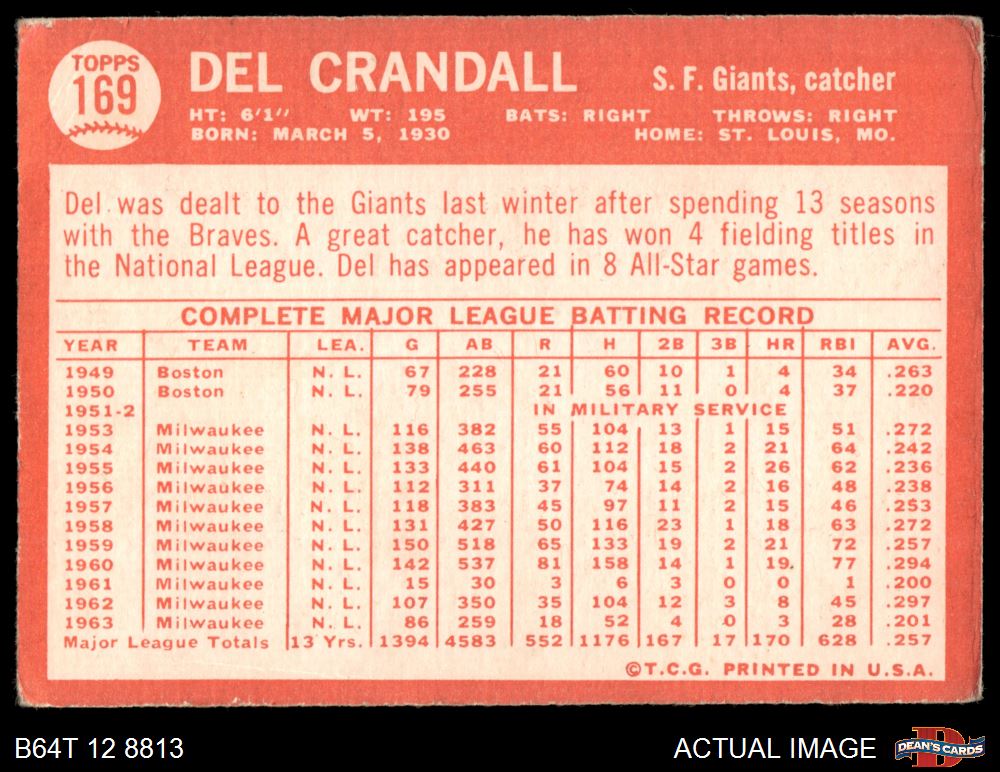 TOPPS
169
DEL CRANDALL
S. F. Giants, catcher
HT: 6'1" WT: 195 BATS: RIGHT THROWS: RIGHT
BORN: MARCH 5, 1930 HOME: ST. LOUIS, MO.
Del was dealt to the Giants last winter after spending 13 seasons
with the Braves. A great catcher, he has won 4 fielding titles in
the National League. Del has appeared in 8 All-Star games.
COMPLETE MAJOR LEAGUE BATTING RECORD
YEAR TEAM LEA. G AB R H 2B 3B HR RBI AVG.
1949 Boston N. L. 67 228 21 60 10 1 4 34 .263
1950 Boston N. L. 79 255 21 56 11 0 4 37 .220
1951-2 IN MILITARY SERVICE
1953 Milwaukee N. L. 116 382 55 104 13 1 15 51 .272
1954 Milwaukee N. L. 138 463 60 112 18 2 21 64 .242
1955 Milwaukee N. L. 133 440 61 104 15 2 26 62 .236
1956 Milwaukee N. L. 112 311 37 74 14 2 16 48 .238
1957 Milwaukee N. L. 118 383 45 97 11 2 15 46 .253
1958 Milwaukee N. L. 131 427 50 116 23 1 18 63 .272
1959 Milwaukee N. L. 150 518 65 133 19 2 21 72 .257
1960 Milwaukee N. L. 142 537 81 158 14 1 19. 77 .294
1961 Milwaukee N. L. 15 30 3 6 3 0 0 1 .200
1962 Milwaukee N. L. 107 350 35 104 12 3 8 45 .297
1963 Milwaukee N. L. 86 259 18 52 4 0 3 28 .201
Major League Totals 13 Yrs. 1394 4583 552 1176 167 17 170 628 .257
©T.C.G. PRINTED IN U.S.A.
B64T 12 8813
ACTUAL IMAGE
D
DEAN'S CARDS